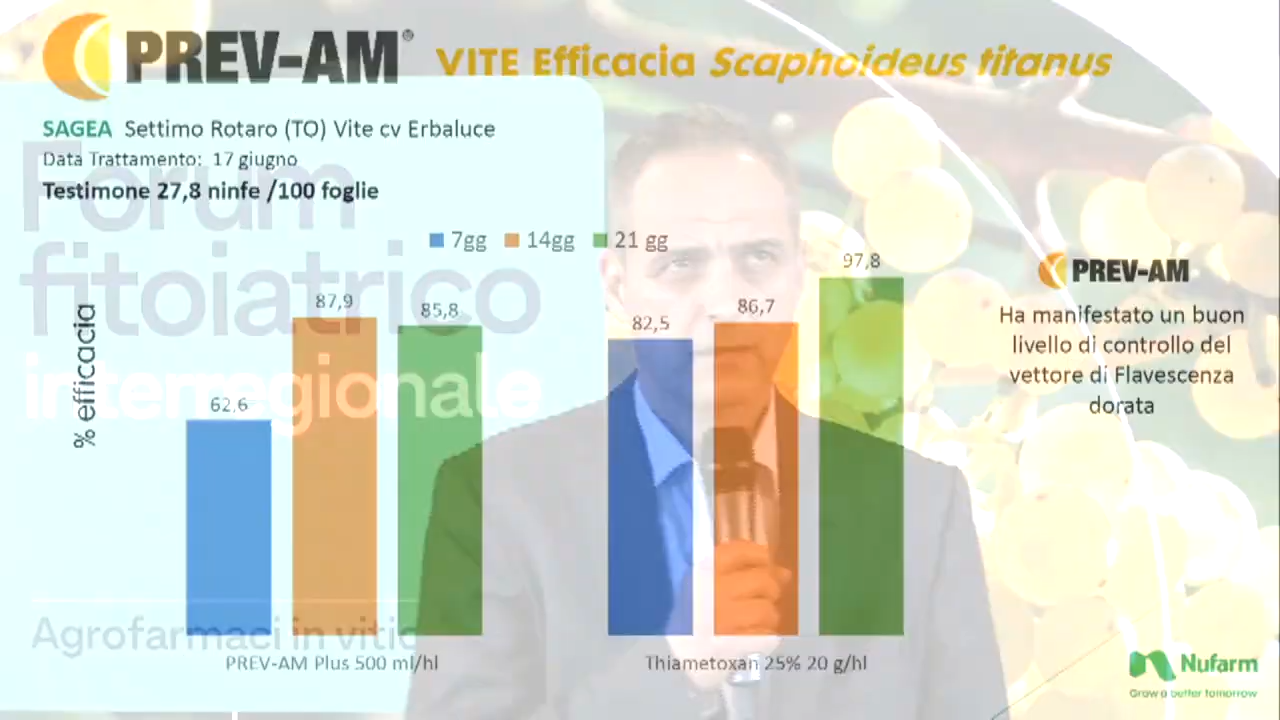 PREV-AM®
VITE Efficacia Scaphoideus titanus
SAGEA Settimo Rotaro (TO) Vite cv Erbaluce
Data Trattamento: 17 giugno
Testimone 27,8 ninfe /100 foglie
Forum
fitoiatrico
interregionale
Agrofarmaci in vitic
7gg 14gg 21 gg
% efficacia
62,6
87,9
85,8
82,5
86,7
97,8
PREV-AM Plus 500 ml/hl
Thiametoxan 25% 20 g/hl
PREV-AM
Ha manifestato un buon
livello di controllo del
vettore di Flavescenza
dorata
Nufarm
Grow a better tomorrow